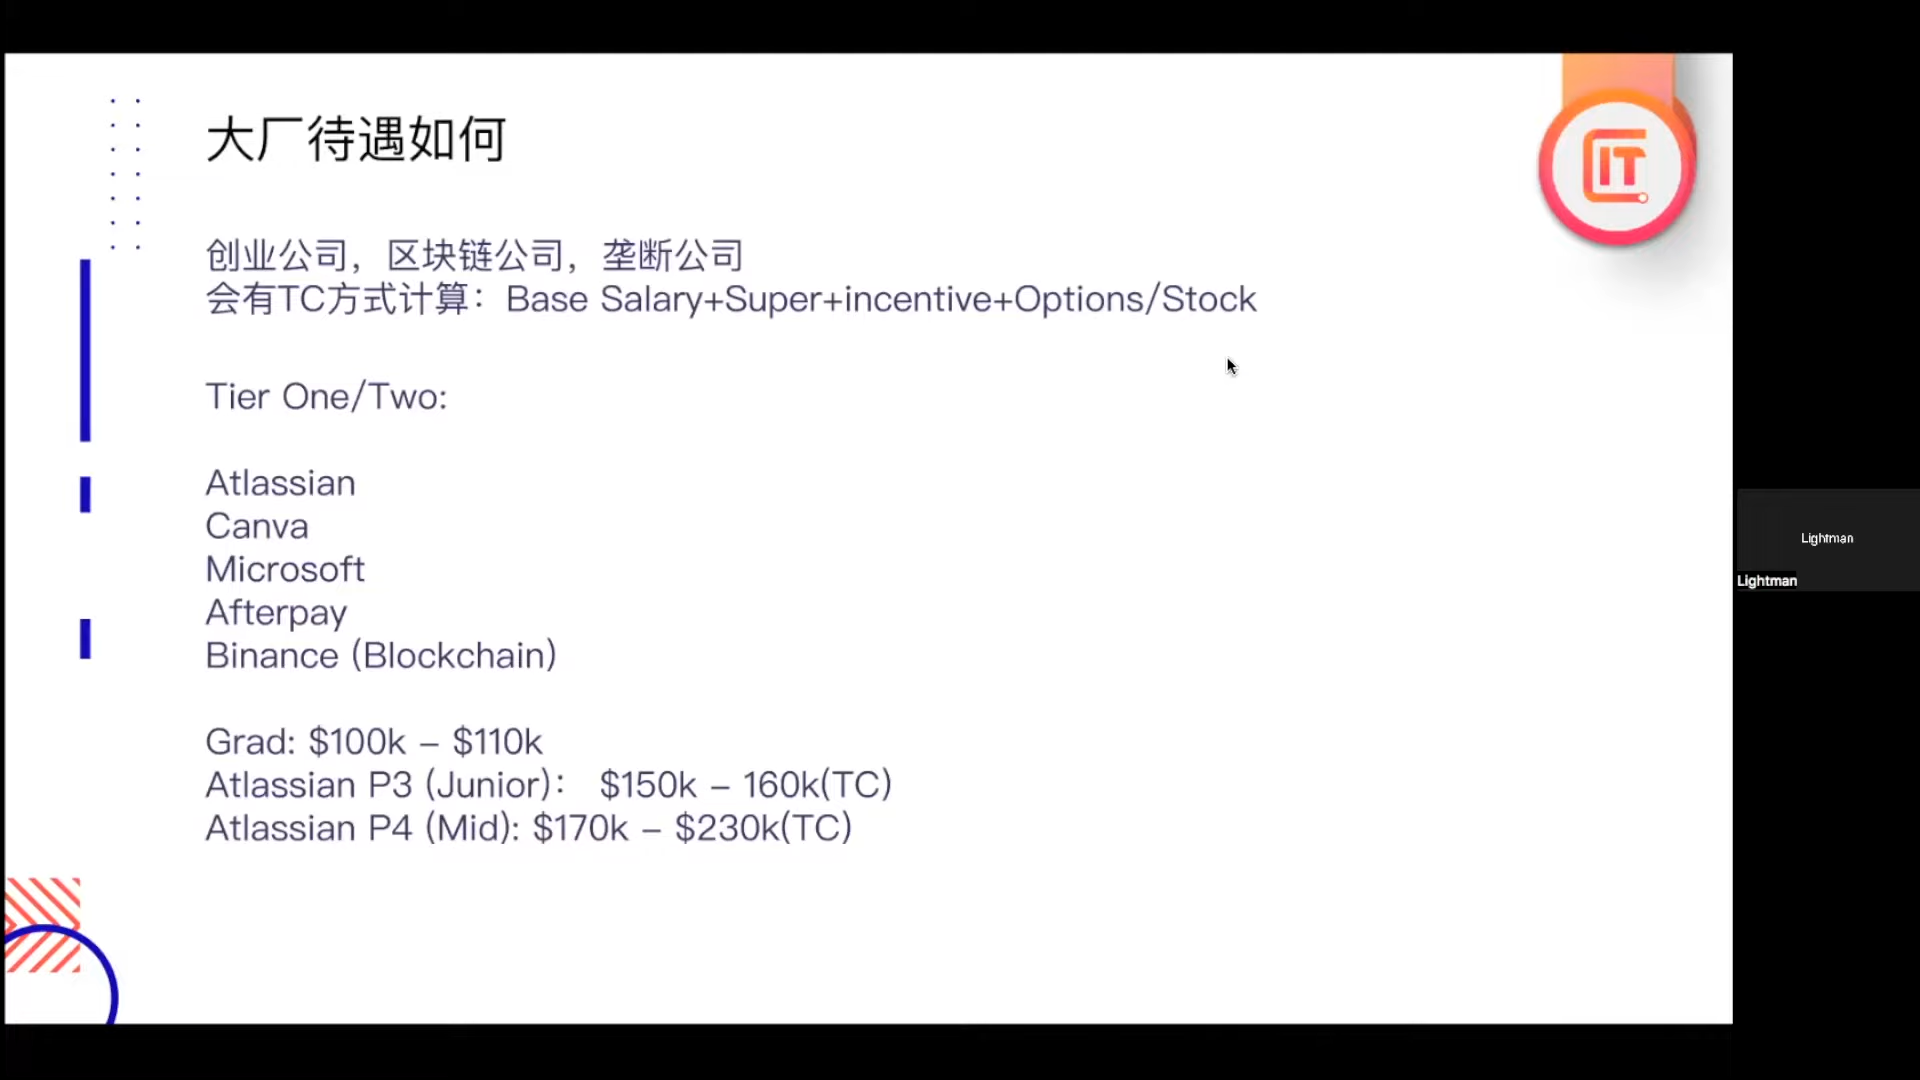 大厂待遇如何
IT
创业公司，区块链公司，垄断公司
会有TC方式计算：Base Salary+Super+incentive+Options/Stock
Tier One/Two:
Atlassian
Canva
Microsoft
Afterpay
Binance (Blockchain)
Grad: $100k – $110k
Atlassian P3 (Junior)： $150k – 160k(TC)
Atlassian P4 (Mid): $170k – $230k(TC)
Lightman
Lightman